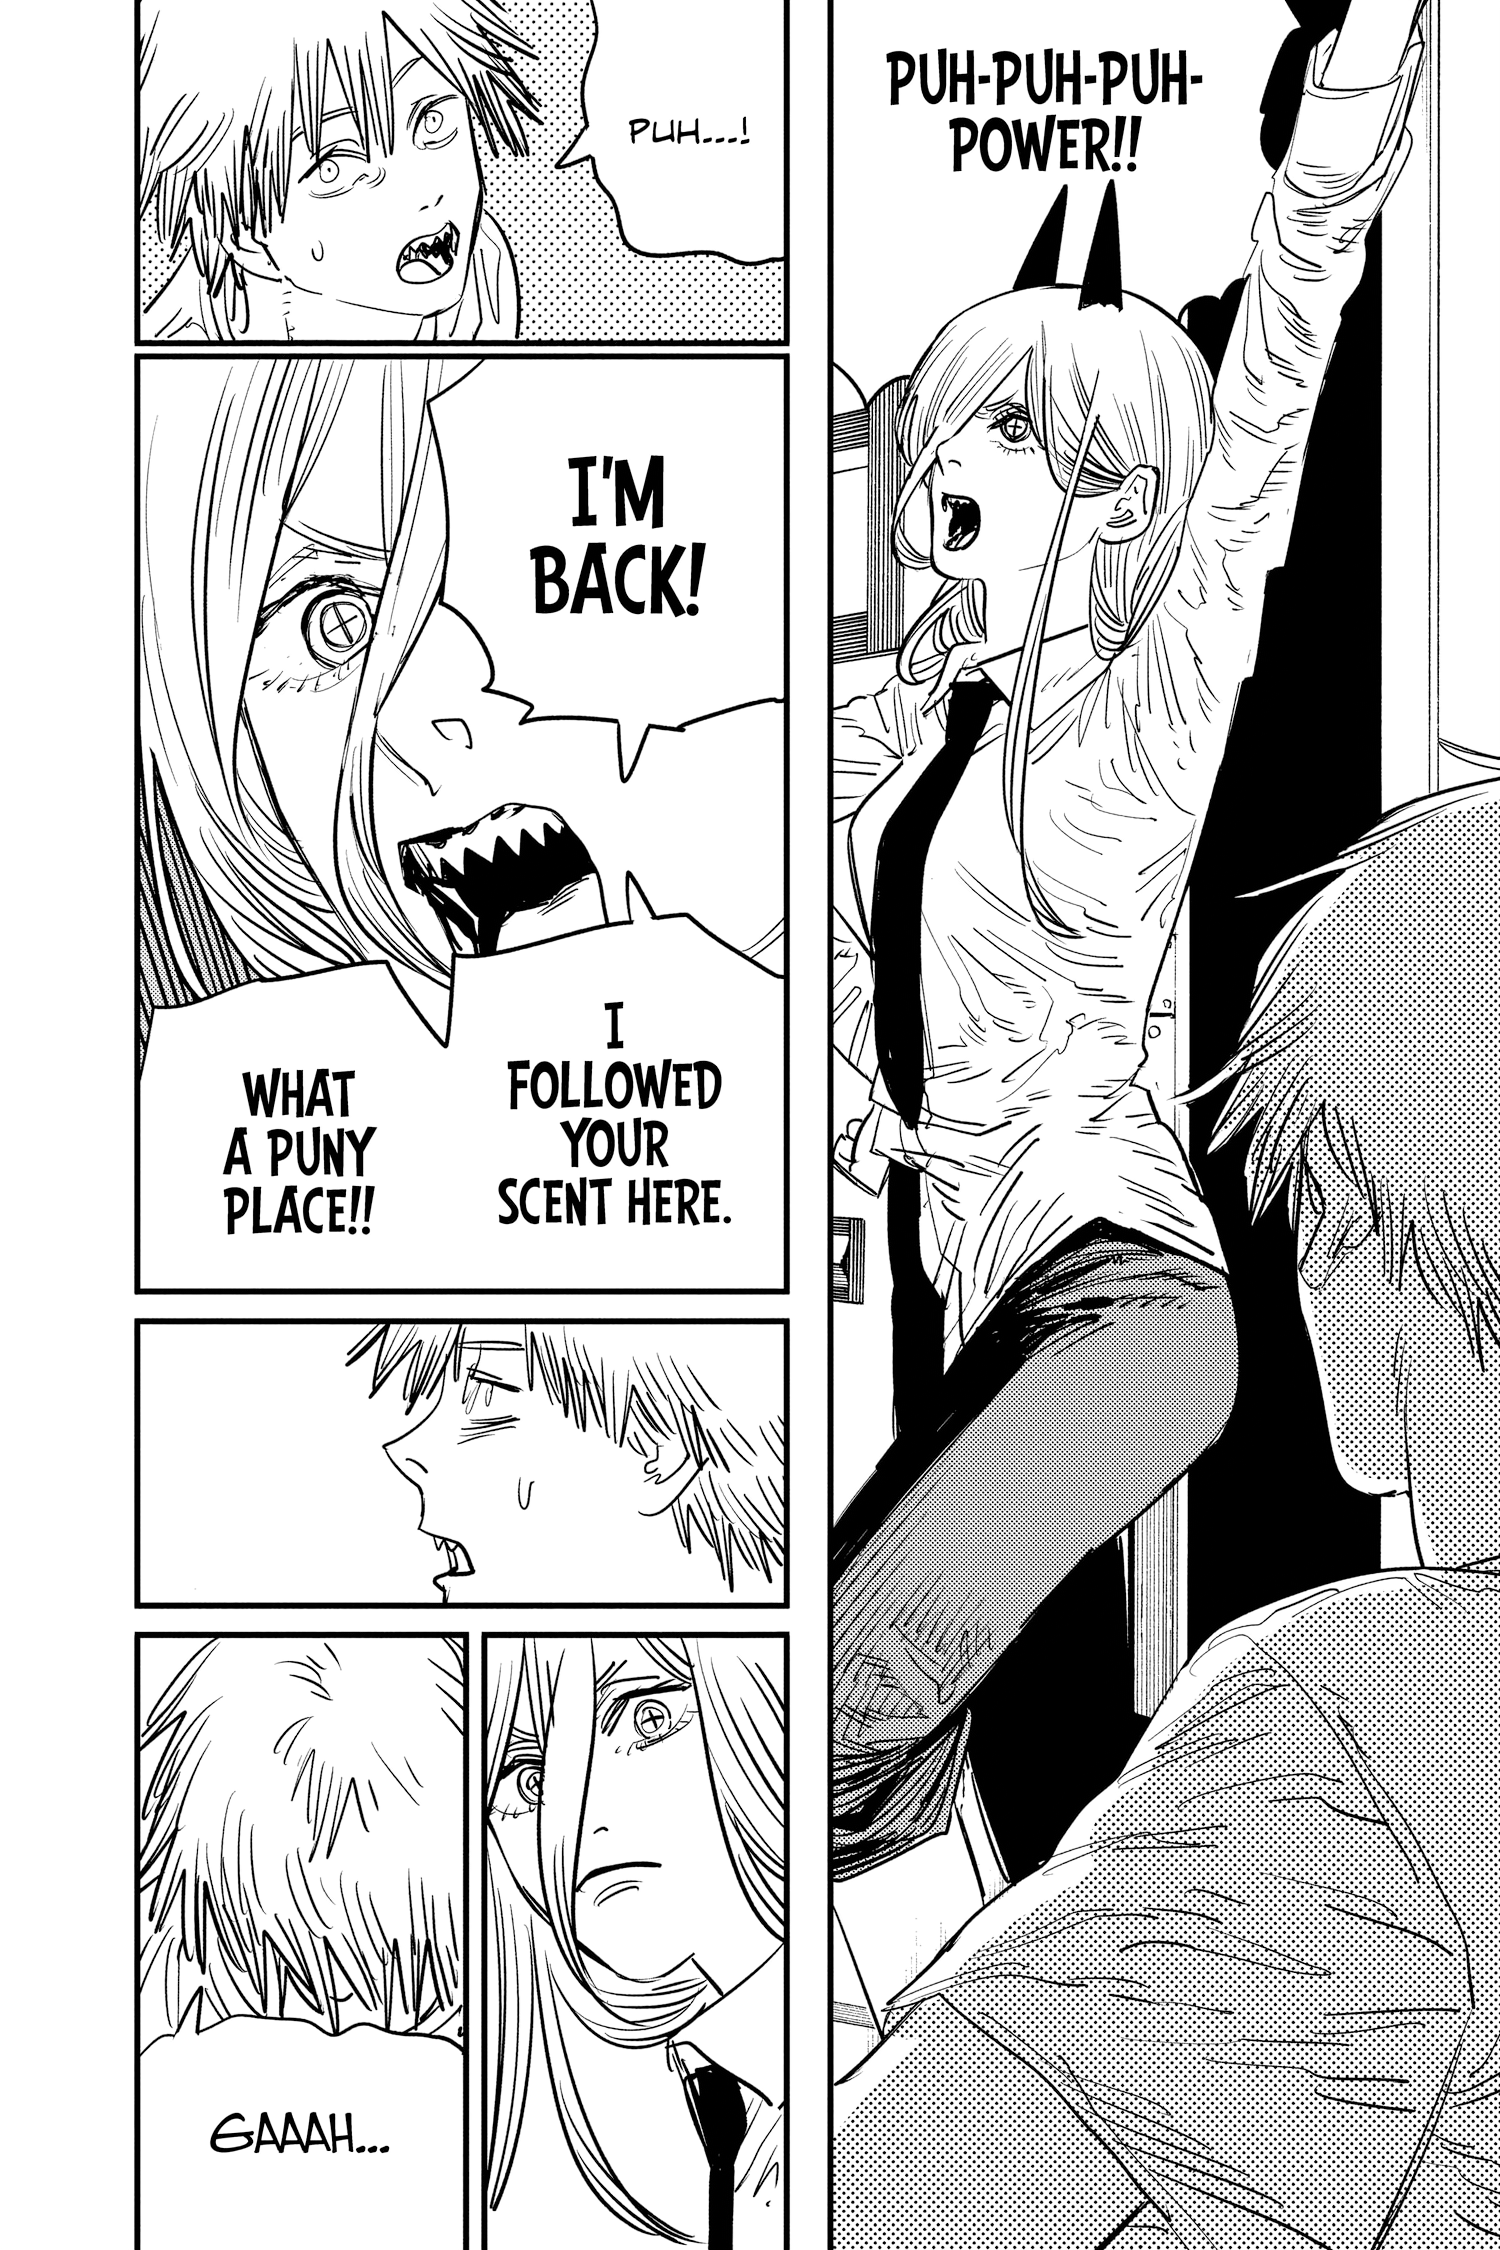 PUH-PUH-PUH-
POWER!!
PUH...!
I'M
BACK!
I
FOLLOWED
YOUR
SCENT HERE.
WHAT
A PUNY
PLACE!!
GAAAH...